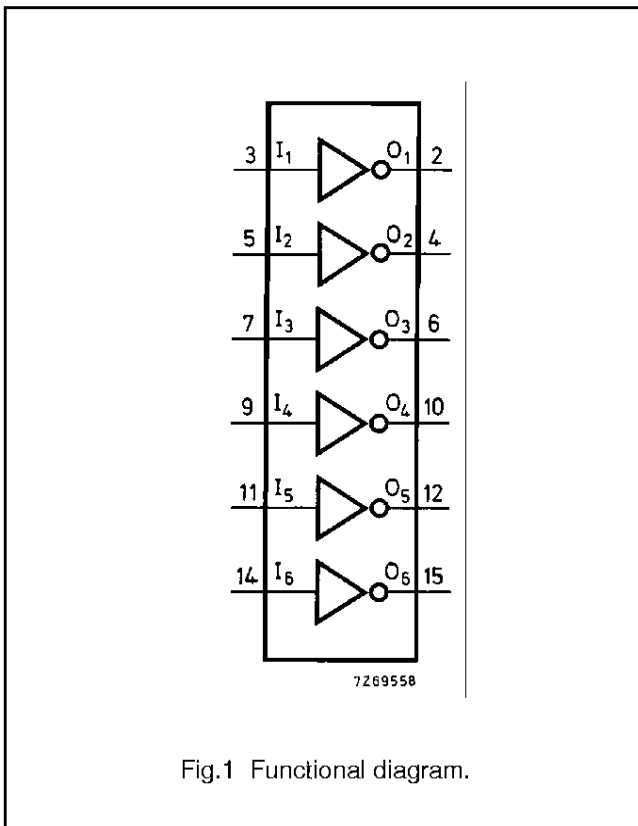 3 I₁ O₁ 2
5 I₂ O₂ 4
7 I₃ O₃ 6
9 I₄ O₄ 10
11 I₅ O₅ 12
14 I₆ O₆ 15
7Z69558
Fig.1 Functional diagram.